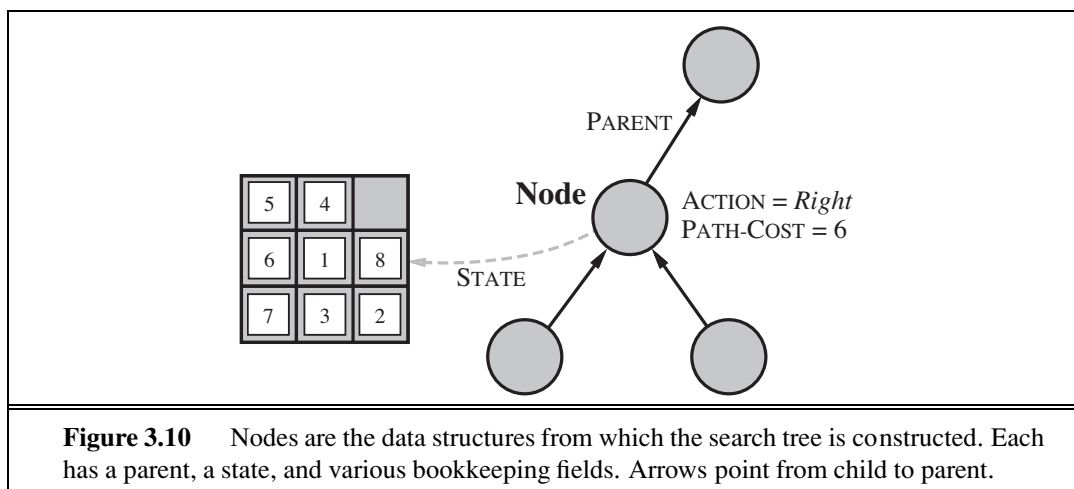 PARENT
Node
ACTION = Right
PATH-COST = 6
STATE
5 4
6 1 8
7 3 2
Figure 3.10 Nodes are the data structures from which the search tree is constructed. Each
has a parent, a state, and various bookkeeping fields. Arrows point from child to parent.